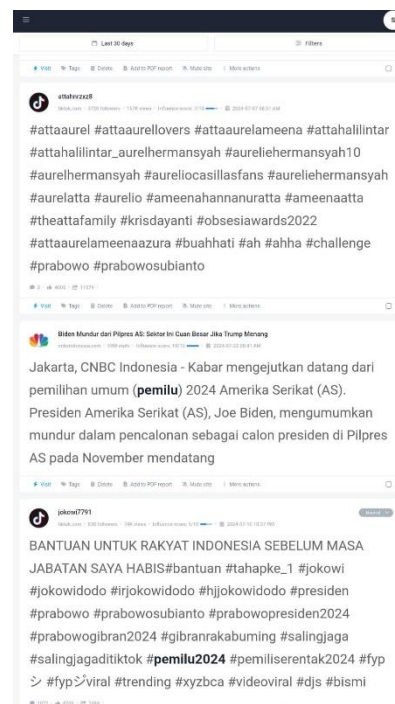 Last 30 days
Filters
Visit Tags Delete Add to PDF report Mute site More actions
attahnrzxz8
#attaaurel #attaaurellovers #attaaurelameena #attahalilintar
#attahalilintar_aurelhermansyah #aureliehermansyah10
#aurelhermansyah #aureliocasillasfans #aureliehermansyah
#aurelatta #aurelio #ameenahannanuratta #ameenaatta
#theattafamily #krisdayanti #obsesiawards2022
#attaaurelameenaazura #buahhati #ah #ahha #challenge
#prabowo #prabowosubianto
Visit Tags Delete Add to PDF report Mute site More actions
Biden Mundur dari Pilpres AS: Sektor Ini Cuan Besar Jika Trump Menang
Jakarta, CNBC Indonesia - Kabar mengejutkan datang dari
pemilihan umum (pemilu) 2024 Amerika Serikat (AS).
Presiden Amerika Serikat (AS), Joe Biden, mengumumkan
mundur dalam pencalonan sebagai calon presiden di Pilpres
AS pada November mendatang
Visit Tags Delete Add to PDF report Mute site More actions
jokowi7791
BANTUAN UNTUK RAKYAT INDONESIA SEBELUM MASA
JABATAN SAYA HABIS#bantuan #tahapke_1 #jokowi
#jokowidodo #irjokowidodo #hjjokowidodo #presiden
#prabowo #prabowosubianto #prabowopresiden2024
#prabowogibran2024 #gibranrakabuming #salingjaga
#salingjagaditiktok #pemilu2024 #pemiliserentak2024 #fyp
シ #fypシ゚viral #trending #xyzbca #videoviral #djs #bismi